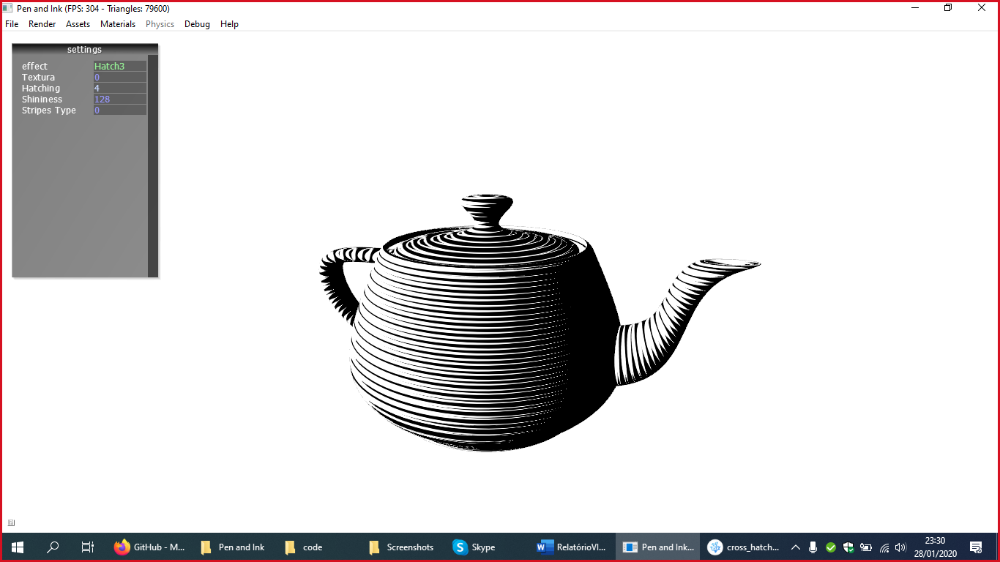 Pen and Ink (FPS: 304 - Triangles: 79600)
File Render Assets Materials Physics Debug Help
settings
effect Hatch3
Textura 0
Hatching 4
Shininess 128
Stripes Type 0
GitHub - M... Pen and Ink code Screenshots Skype RelatórioVI... Pen and Ink... cross_hatch... 23:30
28/01/2020